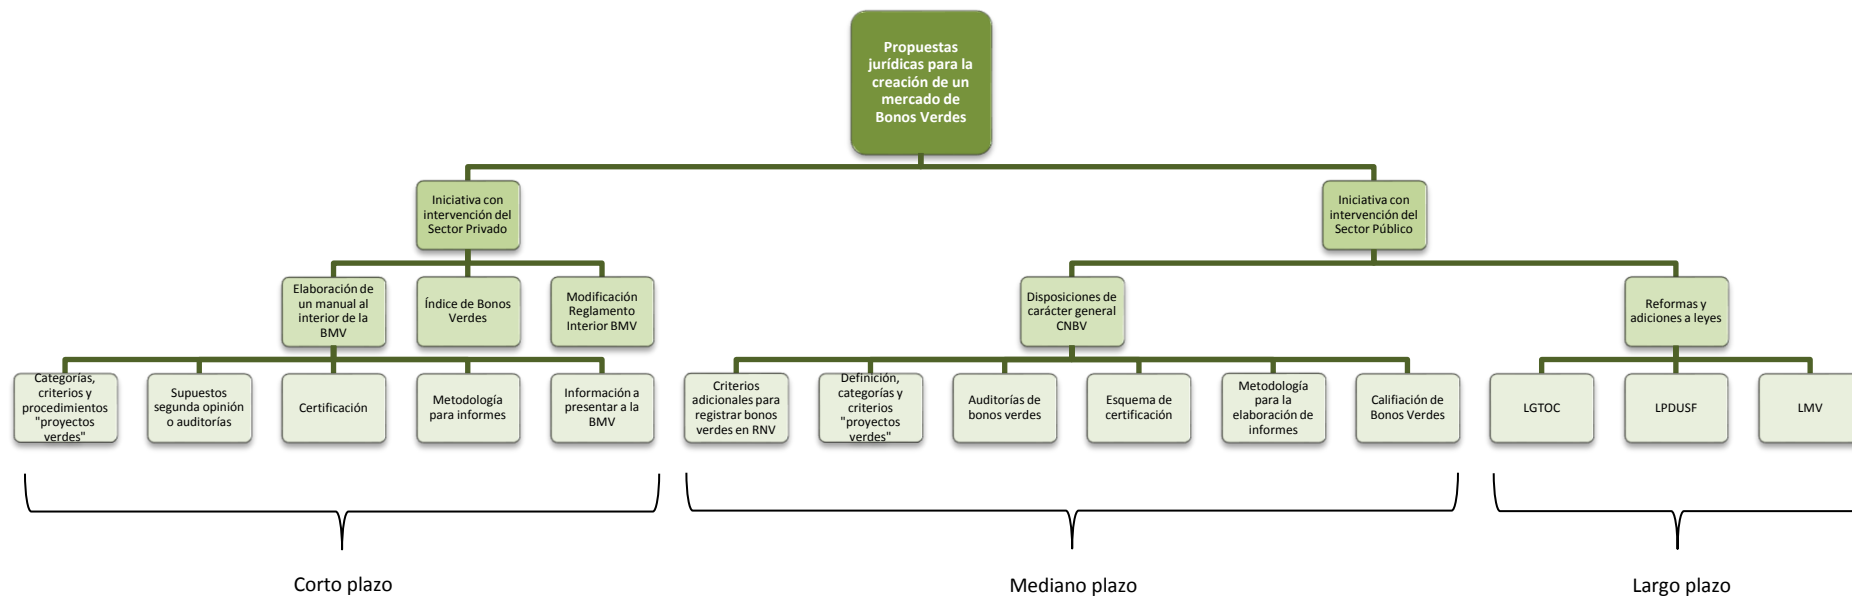 Propuestas
jurídicas para la
creación de un
mercado de
Bonos Verdes
Iniciativa con
intervención del
Sector Privado
Iniciativa con
intervención del
Sector Público
Elaboración de
un manual al
interior de la
BMV
Índice de Bonos
Verdes
Modificación
Reglamento
Interior BMV
Disposiciones de
carácter general
CNBV
Reformas y
adiciones a leyes
Categorías,
criterios y
procedimientos
"proyectos
verdes"
Supuestos
segunda opinión
o auditorías
Certificación
Metodología
para informes
Información a
presentar a la
BMV
Criterios
adicionales para
registrar bonos
verdes en RNV
Definición,
categorías y
criterios
"proyectos
verdes"
Auditorías de
bonos verdes
Esquema de
certificación
Metodología
para la
elaboración de
informes
Califiación de
Bonos Verdes
LGTOC
LPDUSF
LMV
Corto plazo
Mediano plazo
Largo plazo